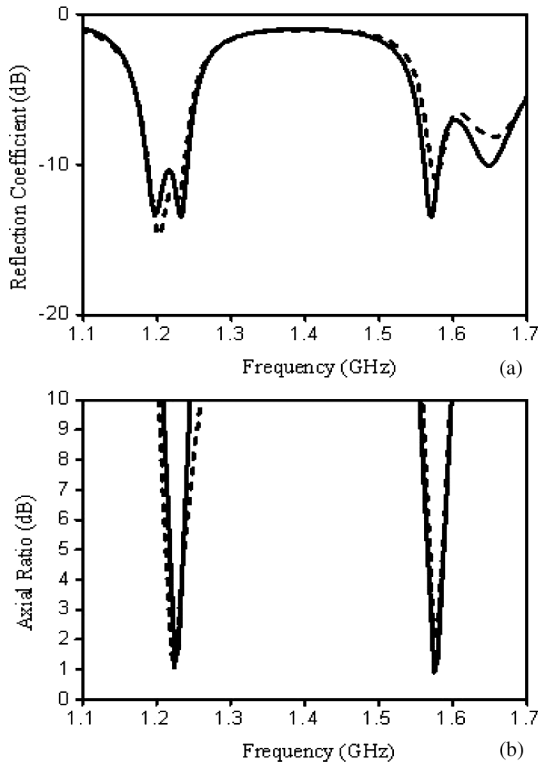 0
-10
-20
Reflection Coefficient (dB)
1.1 1.2 1.3 1.4 1.5 1.6 1.7
Frequency (GHz)
(a)
10
9
8
7
6
5
4
3
2
1
0
Axial Ratio (dB)
1.1 1.2 1.3 1.4 1.5 1.6 1.7
Frequency (GHz)
(b)